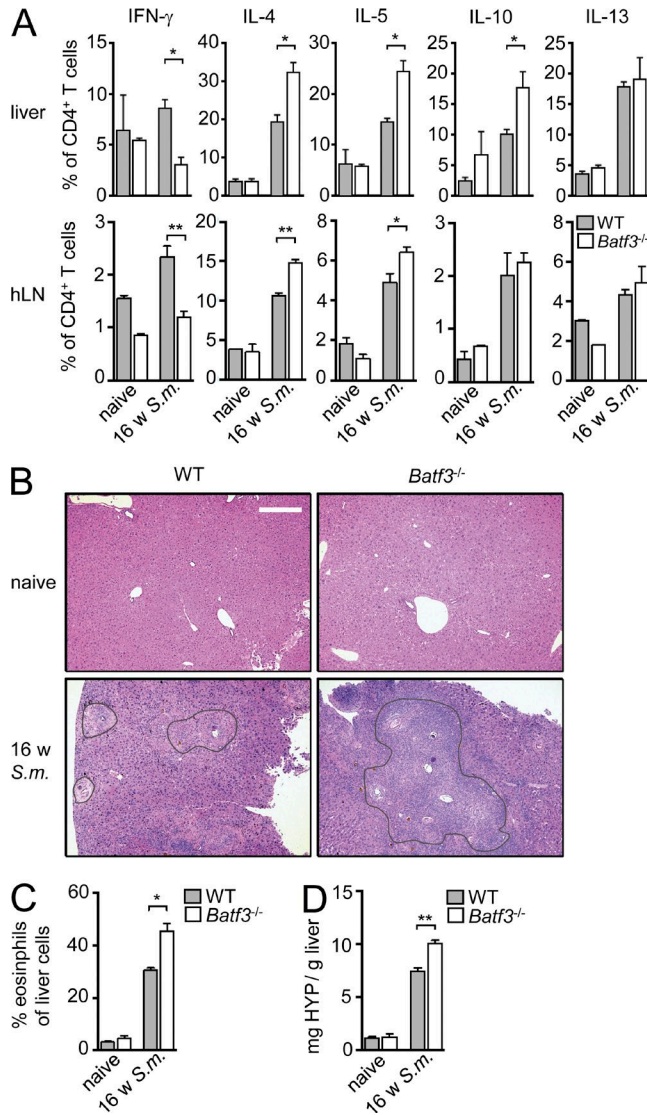 A
IFN-γ IL-4 IL-5 IL-10 IL-13
liver
% of CD4⁺ T cells
15 10 5 0
*
40 30 20 10 0
*
30 20 10 0
*
25 20 15 10 5 0
*
25 20 15 10 5 0
hLN
% of CD4⁺ T cells
3 2 1 0
**
20 15 10 5 0
**
8 6 4 2 0
*
3 2 1 0
8 6 4 2 0
WT
Batf3⁻/⁻
naive 16 w S.m. naive 16 w S.m. naive 16 w S.m. naive 16 w S.m. naive 16 w S.m.
B
WT Batf3⁻/⁻
naive
16 w
S.m.
C
% eosinphils
of liver cells
60 40 20 0
*
WT
Batf3⁻/⁻
naive 16 w S.m.
D
mg HYP/ g liver
15 10 5 0
**
WT
Batf3⁻/⁻
naive 16 w S.m.